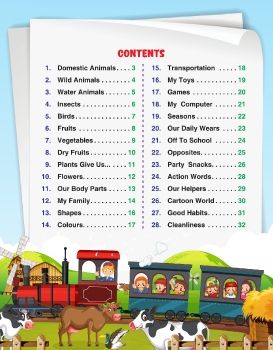 CONTENTS
1. Domestic Animals . . . . 3
2. Wild Animals . . . . . . . . 4
3. Water Animals . . . . . . . 5
4. Insects . . . . . . . . . . . . . 6
5. Birds . . . . . . . . . . . . . . . 7
6. Fruits . . . . . . . . . . . . . . 8
7. Vegetables . . . . . . . . . . 9
8. Dry Fruits . . . . . . . . . . 10
9. Plants Give Us... . . . . . 11
10. Flowers. . . . . . . . . . . . 12
11. Our Body Parts . . . . . . 13
12. My Family . . . . . . . . . . 14
13. Shapes . . . . . . . . . . . . 16
14. Colours. . . . . . . . . . . . 17
15. Transportation . . . . . . 18
16. My Toys . . . . . . . . . . . 19
17. Games . . . . . . . . . . . . 20
18. My Computer . . . . . . . 21
19. Seasons . . . . . . . . . . . 22
20. Our Daily Wears . . . . . 23
21. Off To School . . . . . . 24
22. Opposites. . . . . . . . . . 25
23. Party Snacks. . . . . . . . 26
24. Action Words. . . . . . . . 28
25. Our Helpers . . . . . . . . 29
26. Cartoon World . . . . . . 30
27. Good Habits. . . . . . . . 31
28. Cleanliness . . . . . . . . 32